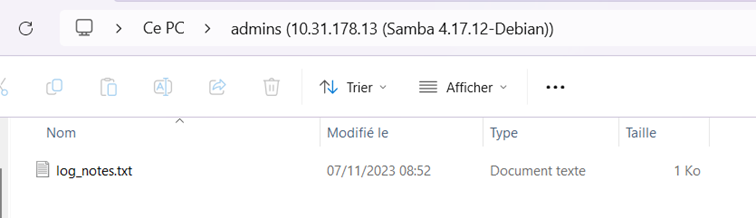 Ce PC > admins (10.31.178.13 (Samba 4.17.12-Debian))
Trier Afficher
Nom Modifié le Type Taille
log_notes.txt 07/11/2023 08:52 Document texte 1 Ko